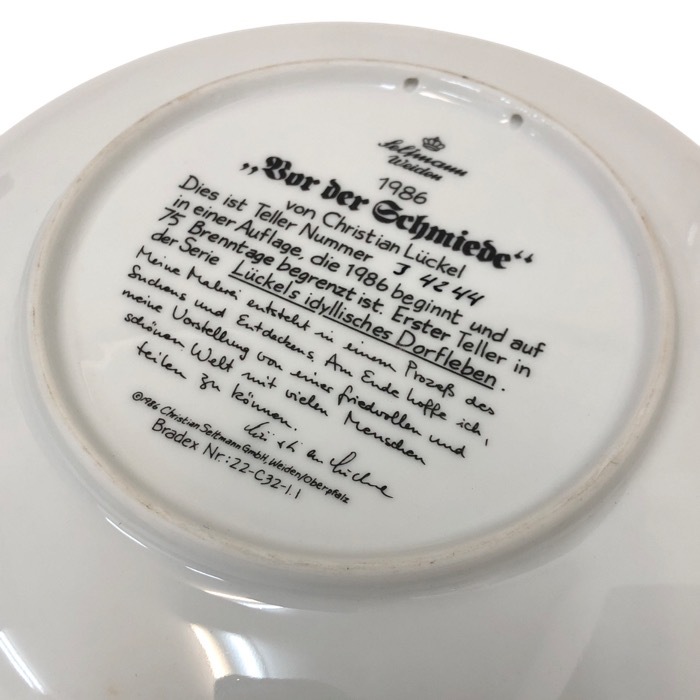 Seltmann
Weiden
1986
„Vor der Schmiede“
von Christian Lückel
Dies ist Teller Nummer J 4244
in einer Auflage, die 1986 beginnt und auf
75 Brenntage begrenzt ist. Erster Teller in
der Serie Lückel's idyllisches Dorfleben.
Meine Malerei entsteht in einem Prozeß des
Suchens und Entdeckens. Am Ende hoffe ich,
meine Vorstellung von einer friedvollen und
schönen Welt mit vielen Menschen
teilen zu können.
Christian Lückel
©1986 Christian Seltmann GmbH, Weiden/Oberpfalz
Bradex Nr.: 22-C32-1.1